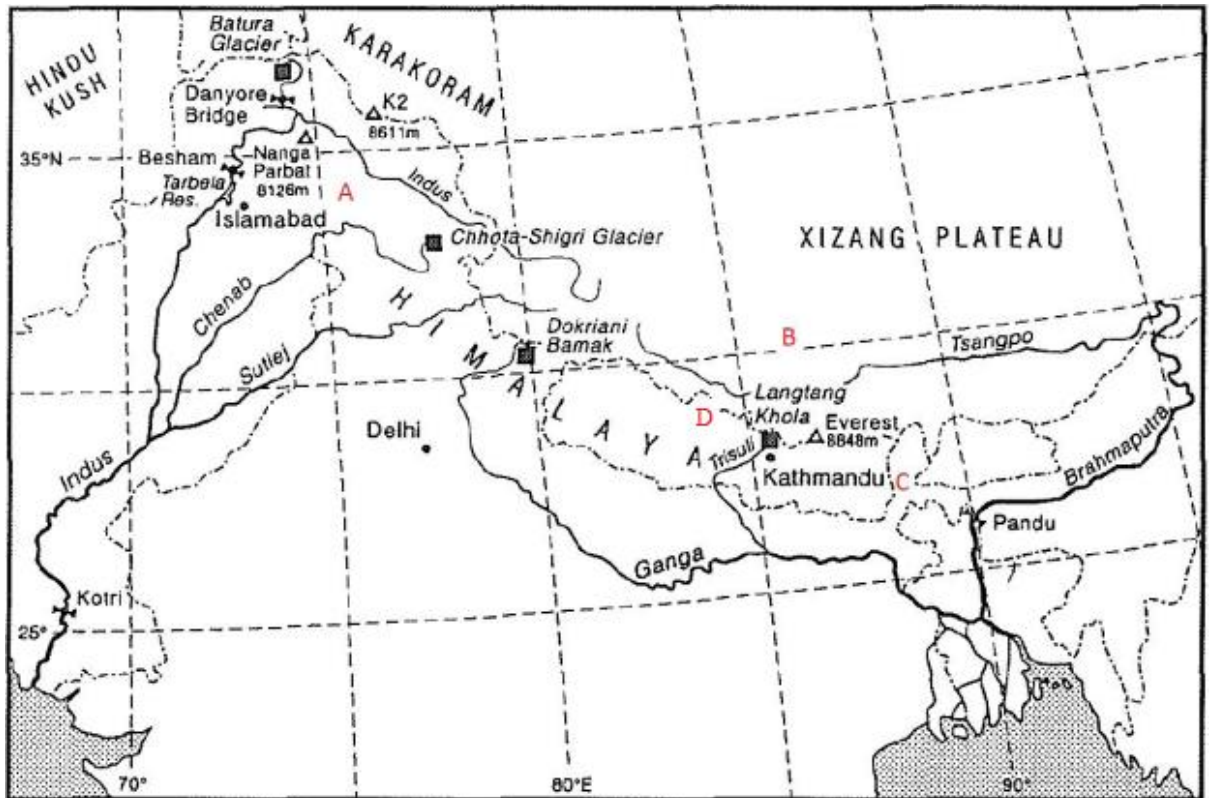 Batura
Glacier
KARAKORAM
HINDU
KUSH
Danyore
Bridge
K2
8611m
35°N
Besham
Nanga
Parbat
8126m
Tarbela
Res.
A
Indus
Islamabad
Chhota-Shigri Glacier
XIZANG PLATEAU
Chenab
HIMALAYA
Sutlej
Dokriani
Bamak
B
Tsangpo
Langtang
Khola
D
Everest
8848m
Delhi
Trisuli
Kathmandu
C
Brahmaputra
Indus
Pandu
Ganga
Kotri
25°
70°
80°E
90°